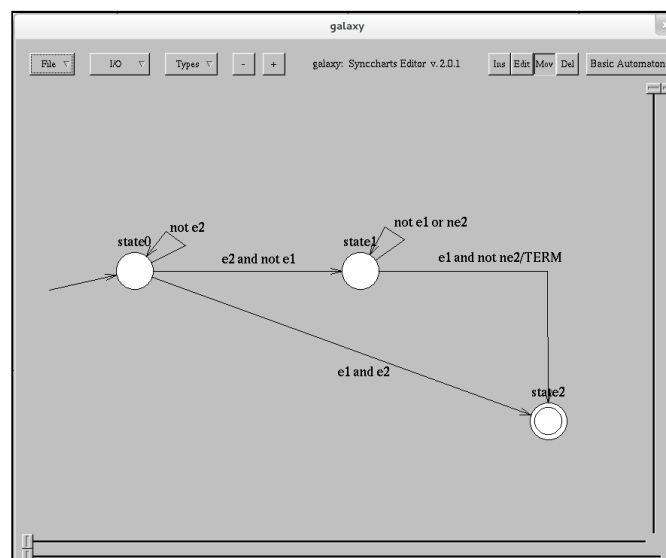 galaxy
File I/O Types - + galaxy: Synccharts Editor v. 2.0.1 Ins Edit Mov Del Basic Automaton
not e2
not e1 or ne2
state0
state1
e2 and not e1
e1 and not ne2/TERM
e1 and e2
state2